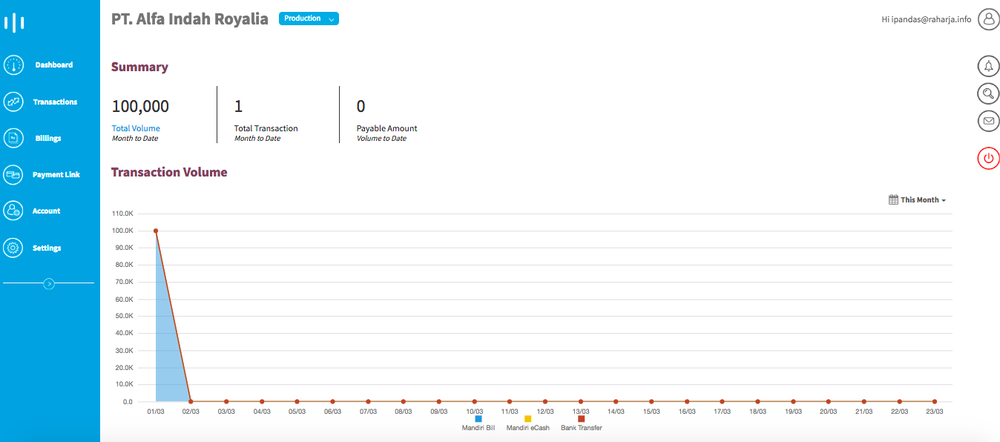 PT. Alfa Indah Royalia
Production
Hi ipandas@raharja.info
Dashboard
Transactions
Billings
Payment Link
Account
Settings
Summary
100,000
Total Volume
Month to Date
1
Total Transaction
Month to Date
0
Payable Amount
Volume to Date
Transaction Volume
This Month
110.0K
100.0K
90.0K
80.0K
70.0K
60.0K
50.0K
40.0K
30.0K
20.0K
10.0K
0.0
01/03 02/03 03/03 04/03 05/03 06/03 07/03 08/03 09/03 10/03 11/03 12/03 13/03 14/03 15/03 16/03 17/03 18/03 19/03 20/03 21/03 22/03 23/03
Mandiri Bill Mandiri eCash Bank Transfer